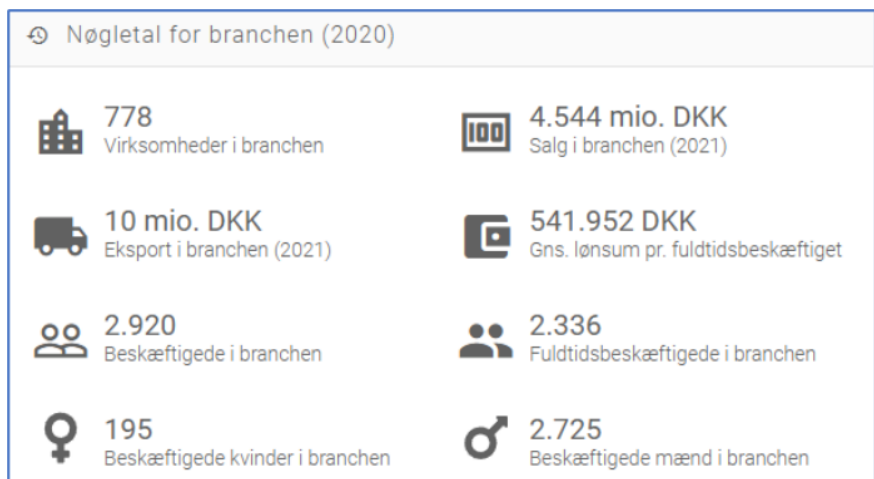 Nøgletal for branchen (2020)
778
Virksomheder i branchen
4.544 mio. DKK
Salg i branchen (2021)
10 mio. DKK
Eksport i branchen (2021)
541.952 DKK
Gns. lønsum pr. fuldtidsbeskæftiget
2.920
Beskæftigede i branchen
2.336
Fuldtidsbeskæftigede i branchen
195
Beskæftigede kvinder i branchen
2.725
Beskæftigede mænd i branchen
100